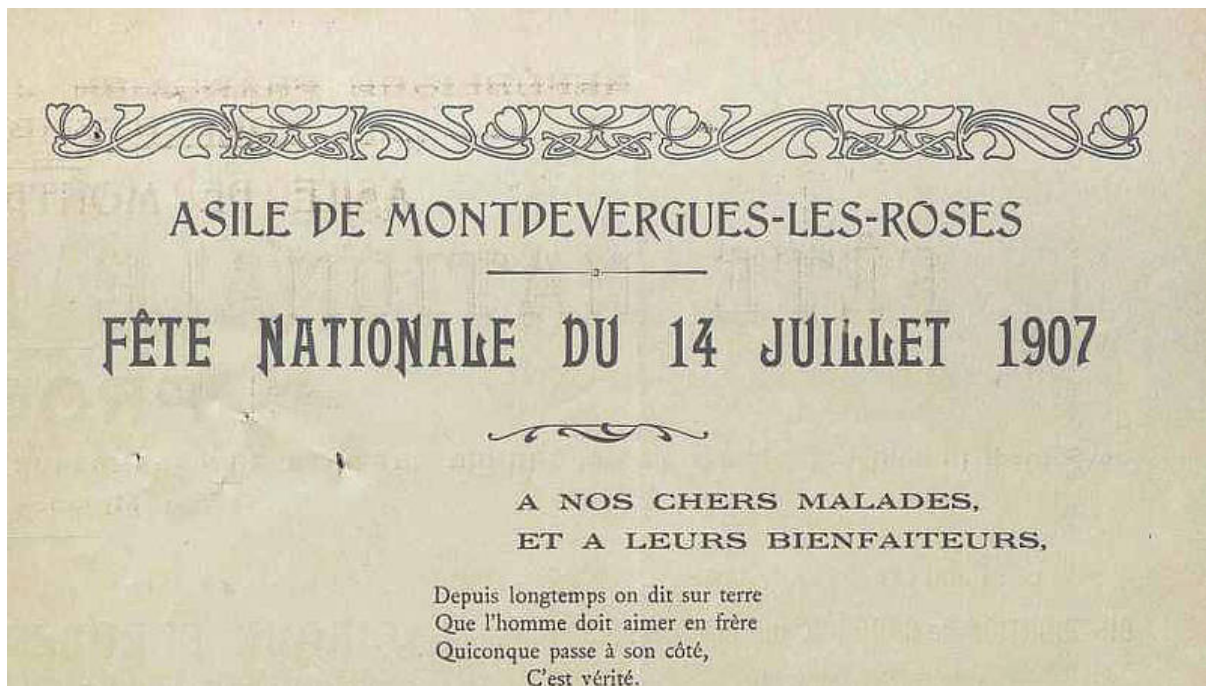 ASILE DE MONTDEVERGUES-LES-ROSES
FÊTE NATIONALE DU 14 JUILLET 1907
A NOS CHERS MALADES,
ET A LEURS BIENFAITEURS,
Depuis longtemps on dit sur terre
Que l'homme doit aimer en frère
Quiconque passe à son côté,
C'est vérité.